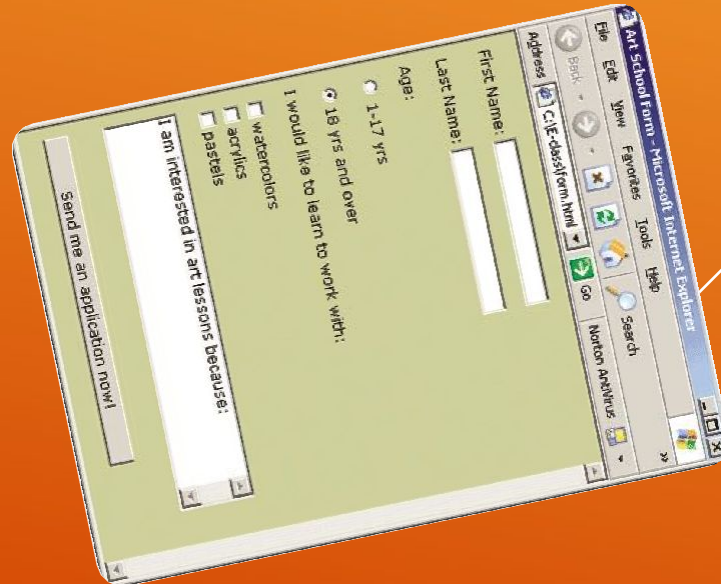 Art School Form - Microsoft Internet Explorer
File Edit View Favorites Tools Help
Back Search
Address C:\E-class\form.html Go Norton AntiVirus
First Name:
Last Name:
Age:
1-17 yrs
18 yrs and over
I would like to learn to work with:
watercolors
acrylics
pastels
I am interested in art lessons because:
Send me an application now!